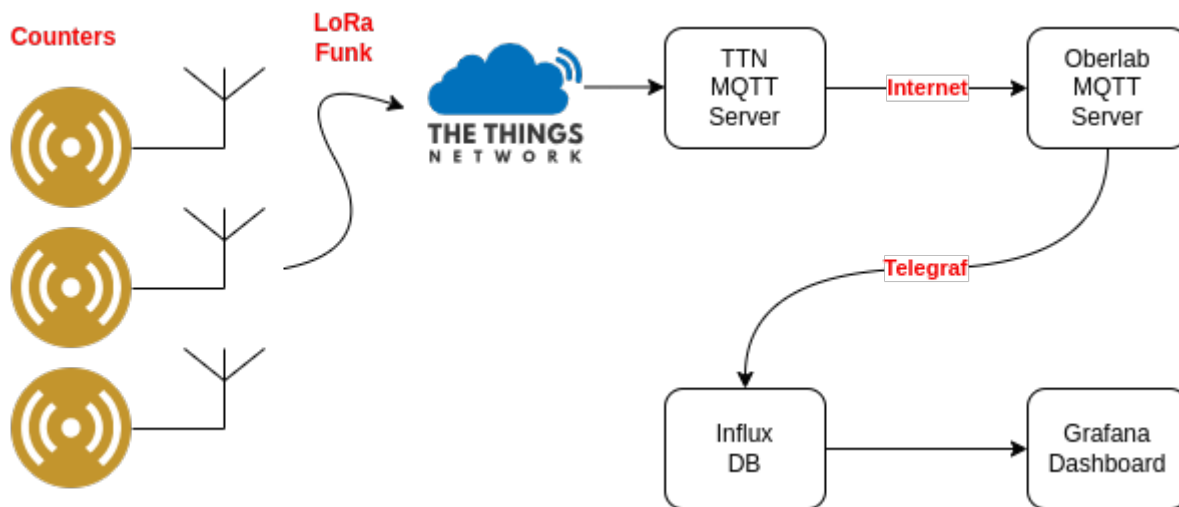 Counters
LoRa
Funk
THE THINGS
NETWORK
TTN
MQTT
Server
Internet
Oberlab
MQTT
Server
Telegraf
Influx
DB
Grafana
Dashboard